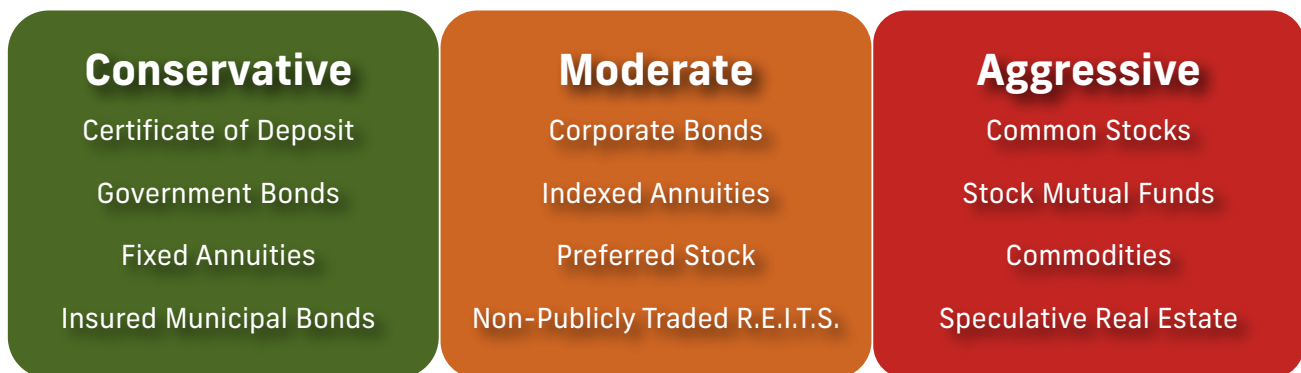 Conservative
Certificate of Deposit
Government Bonds
Fixed Annuities
Insured Municipal Bonds
Moderate
Corporate Bonds
Indexed Annuities
Preferred Stock
Non-Publicly Traded R.E.I.T.S.
Aggressive
Common Stocks
Stock Mutual Funds
Commodities
Speculative Real Estate